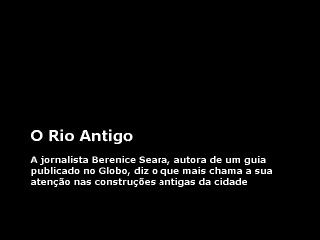 O Rio Antigo
A jornalista Berenice Seara, autora de um guia
publicado no Globo, diz o que mais chama a sua
atenção nas construções antigas da cidade